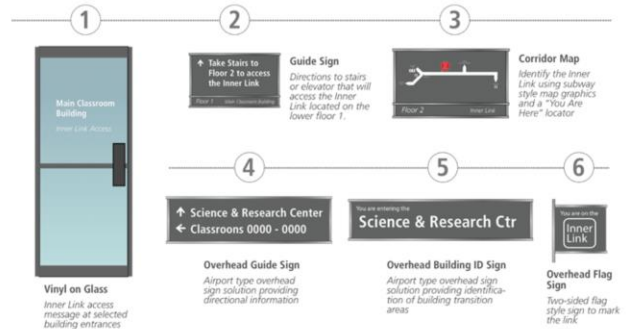 1
2
3
Main Classroom
Building
Inner Link Access
Vinyl on Glass
Inner Link access
message at selected
building entrances
↑ Take Stairs to
Floor 2 to access
the Inner Link
Floor 1 Main Classroom Building
Guide Sign
Directions to stairs
or elevator that will
access the Inner
Link located on the
lower floor 1.
Floor 2 Inner Link
Corridor Map
Identify the Inner
Link using subway
style map graphics
and a "You Are
Here" locator
4
5
6
↑ Science & Research Center
← Classroons 0000 - 0000
Overhead Guide Sign
Airport type overhead
sign solution providing
directional information
You are entering the
Science & Research Ctr
Overhead Building ID Sign
Airport type overhead
sign solution providing identifica-
tion of building transition
areas
You are on the
Inner
Link
Overhead Flag
Sign
Two-sided flag
style sign to mark
the link